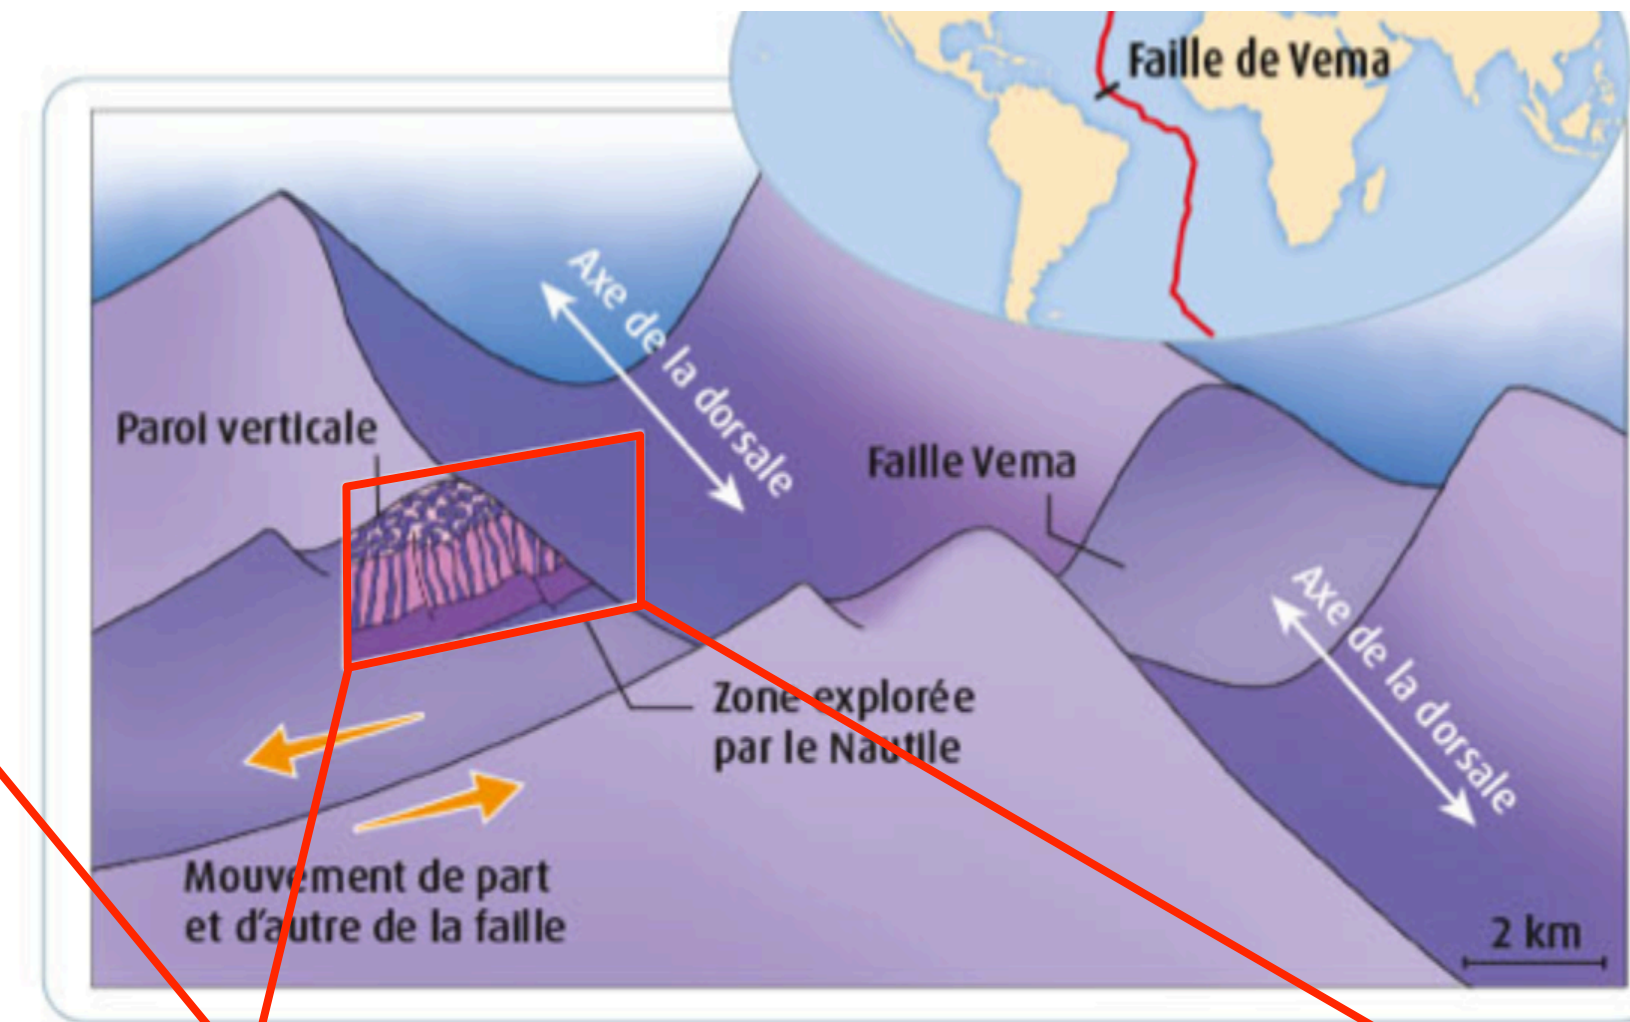 Faille de Vema
Axe de la dorsale
Paroi verticale
Faille Vema
Axe de la dorsale
Zone explorée
par le Nautile
Mouvement de part
et d'autre de la faille
2 km